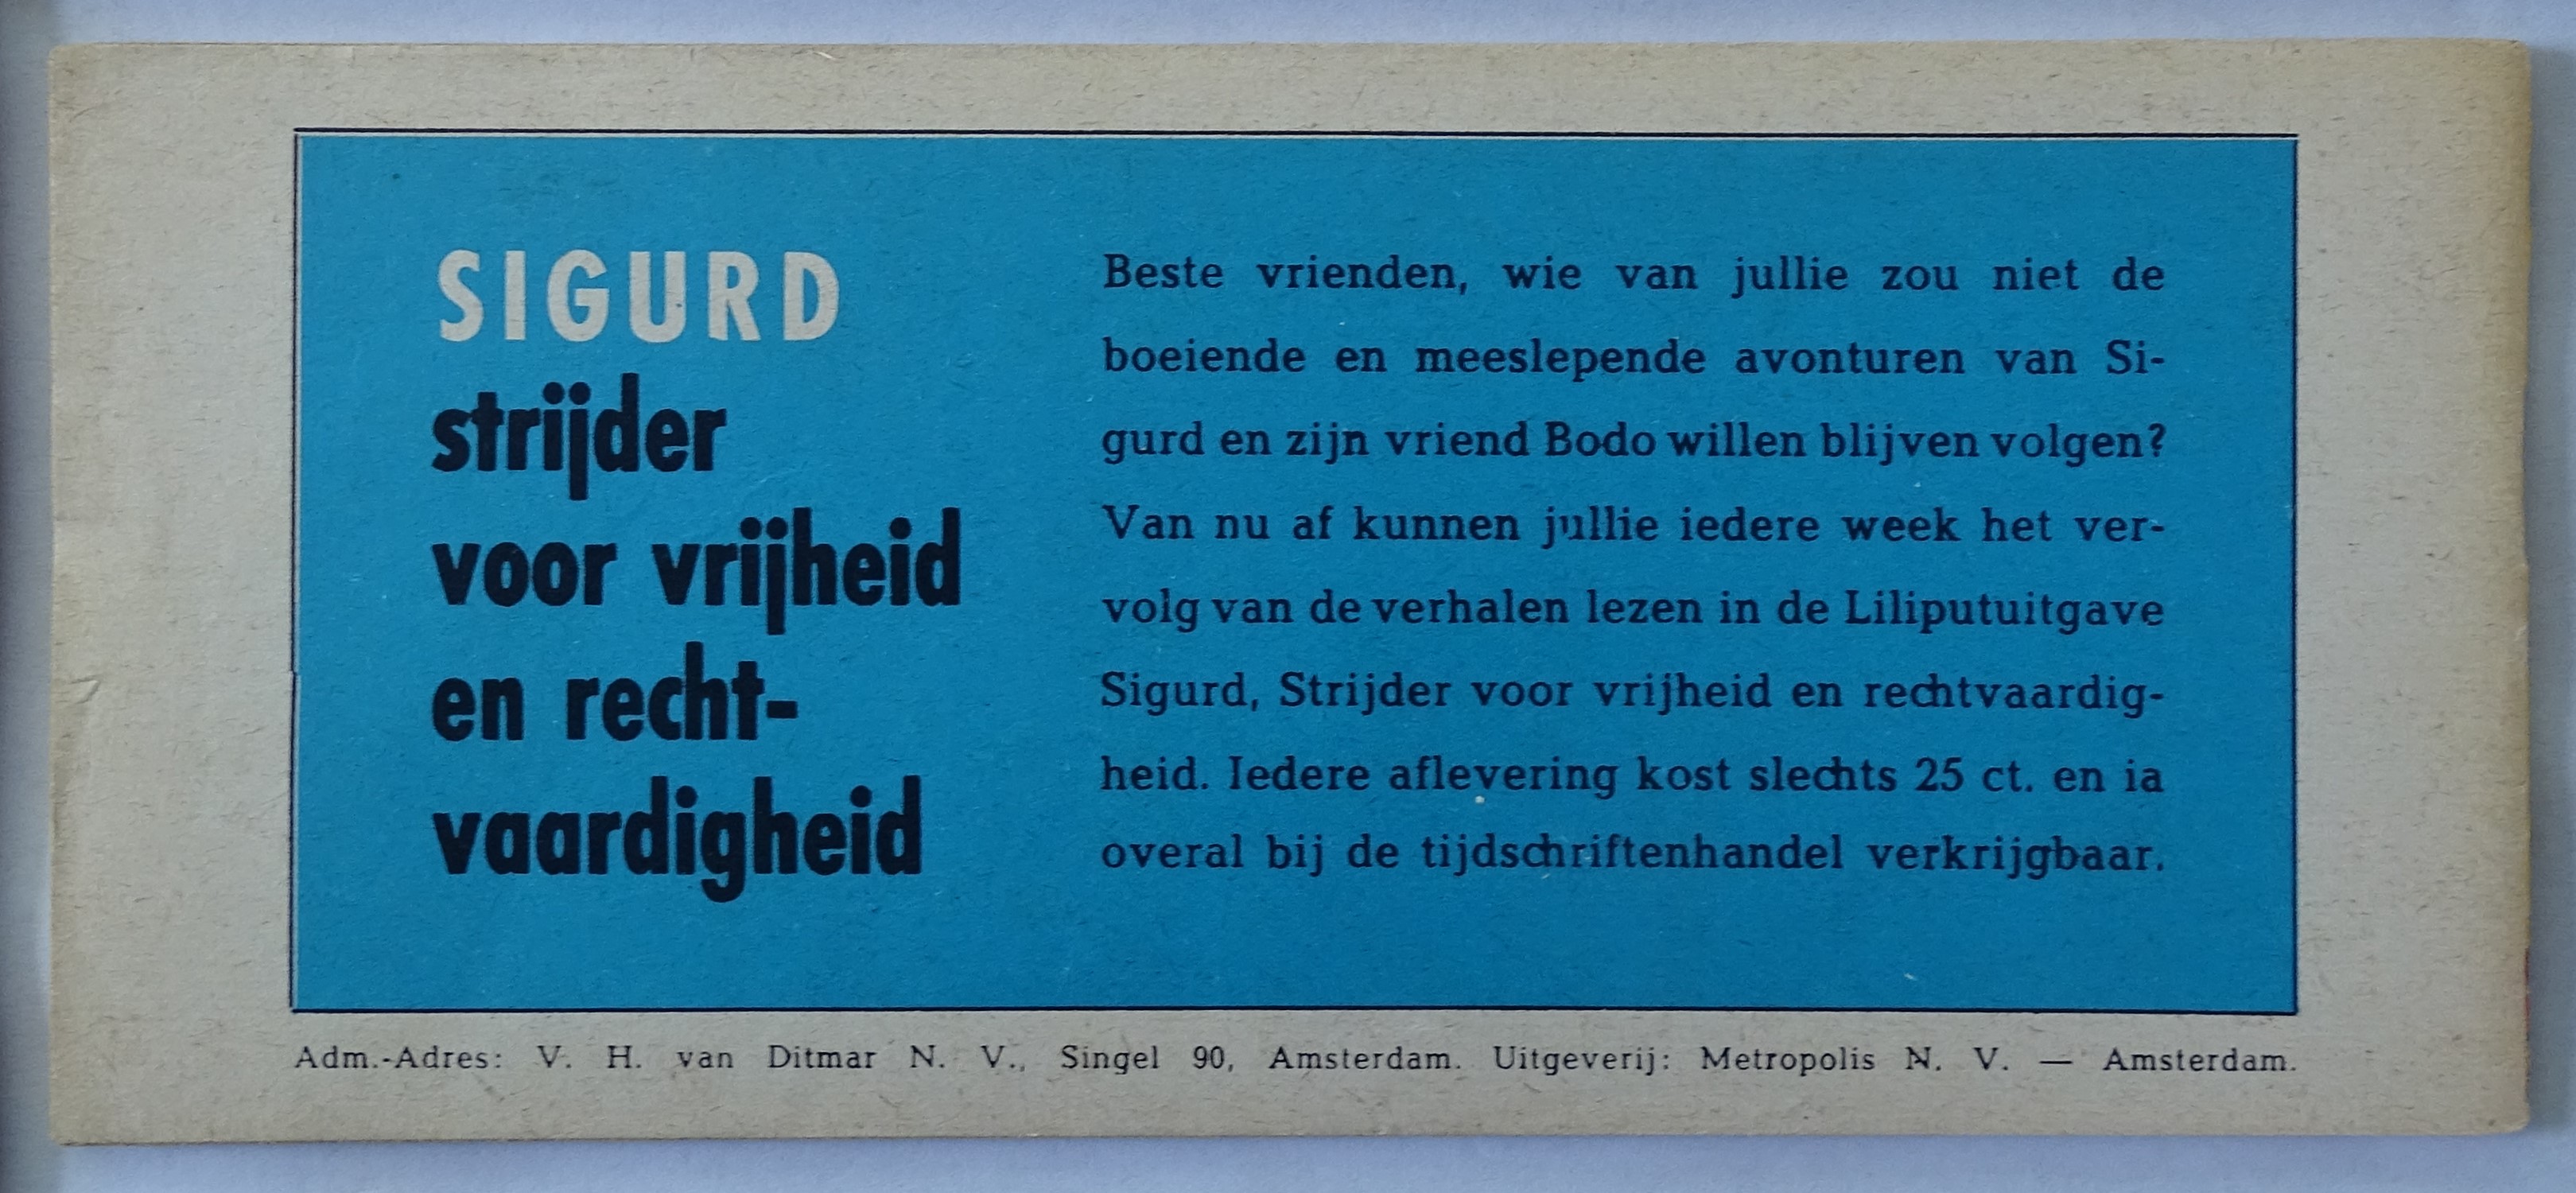 SIGURD
strijder
voor vrijheid
en recht-
vaardigheid
Beste vrienden, wie van jullie zou niet de
boeiende en meeslepende avonturen van Si-
gurd en zijn vriend Bodo willen blijven volgen?
Van nu af kunnen jullie iedere week het ver-
volg van de verhalen lezen in de Liliputuitgave
Sigurd, Strijder voor vrijheid en rechtvaardig-
heid. Iedere aflevering kost slechts 25 ct. en ia
overal bij de tijdschriftenhandel verkrijgbaar.
Adm.-Adres: V. H. van Ditmar N. V., Singel 90, Amsterdam. Uitgeverij: Metropolis N. V. — Amsterdam.